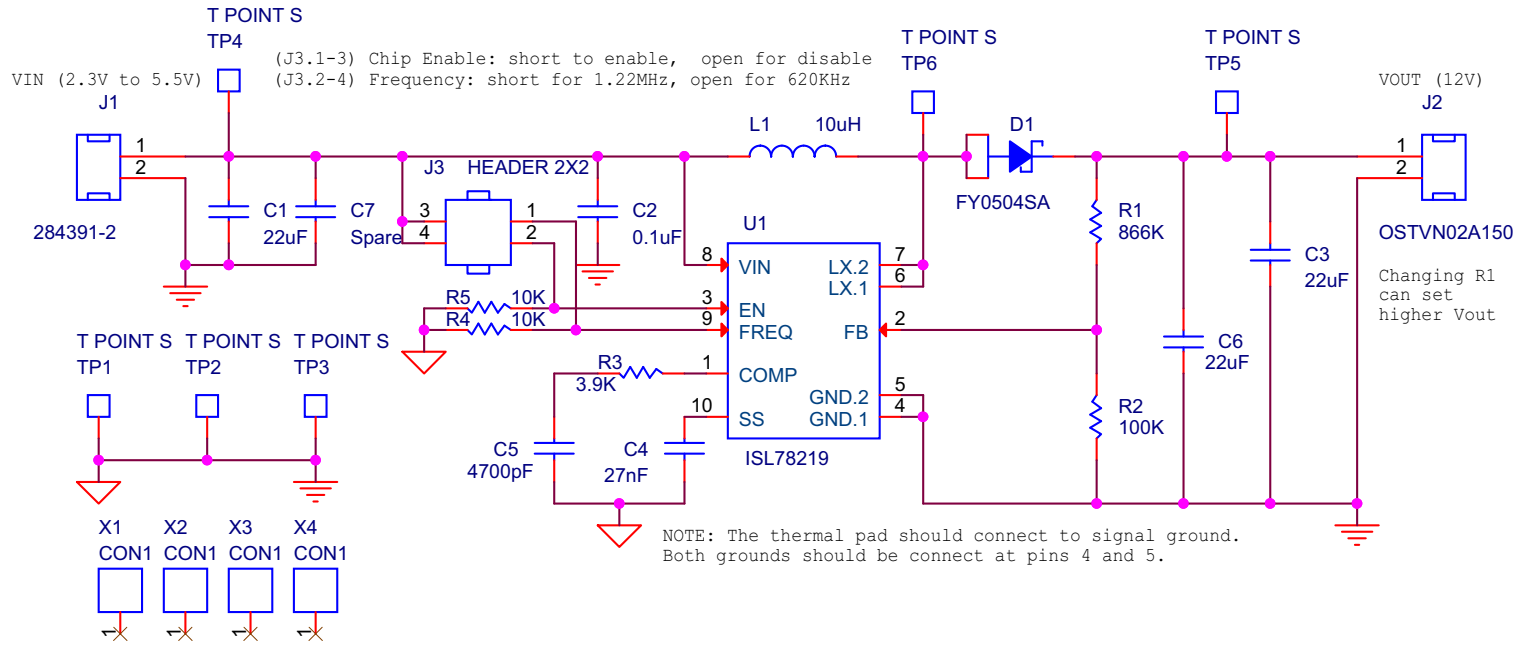 T POINT S
TP4
(J3.1-3) Chip Enable: short to enable, open for disable
(J3.2-4) Frequency: short for 1.22MHz, open for 620KHz
VIN (2.3V to 5.5V)
J1
1
2
284391-2
C1
22uF
C7
Spare
J3
HEADER 2X2
3
4
1
2
C2
0.1uF
L1
10uH
T POINT S
TP6
D1
FY0504SA
T POINT S
TP5
VOUT (12V)
J2
1
2
OSTVN02A150
Changing R1
can set
higher Vout
R1
866K
C3
22uF
C6
22uF
R2
100K
U1
8
VIN
3
EN
9
FREQ
1
COMP
10
SS
LX.2
7
LX.1
6
FB
2
GND.2
5
GND.1
4
ISL78219
R5
10K
R4
10K
R3
3.9K
C5
4700pF
C4
27nF
T POINT S
TP1
T POINT S
TP2
T POINT S
TP3
NOTE: The thermal pad should connect to signal ground.
Both grounds should be connect at pins 4 and 5.
X1
CON1
1
X2
CON1
1
X3
CON1
1
X4
CON1
1